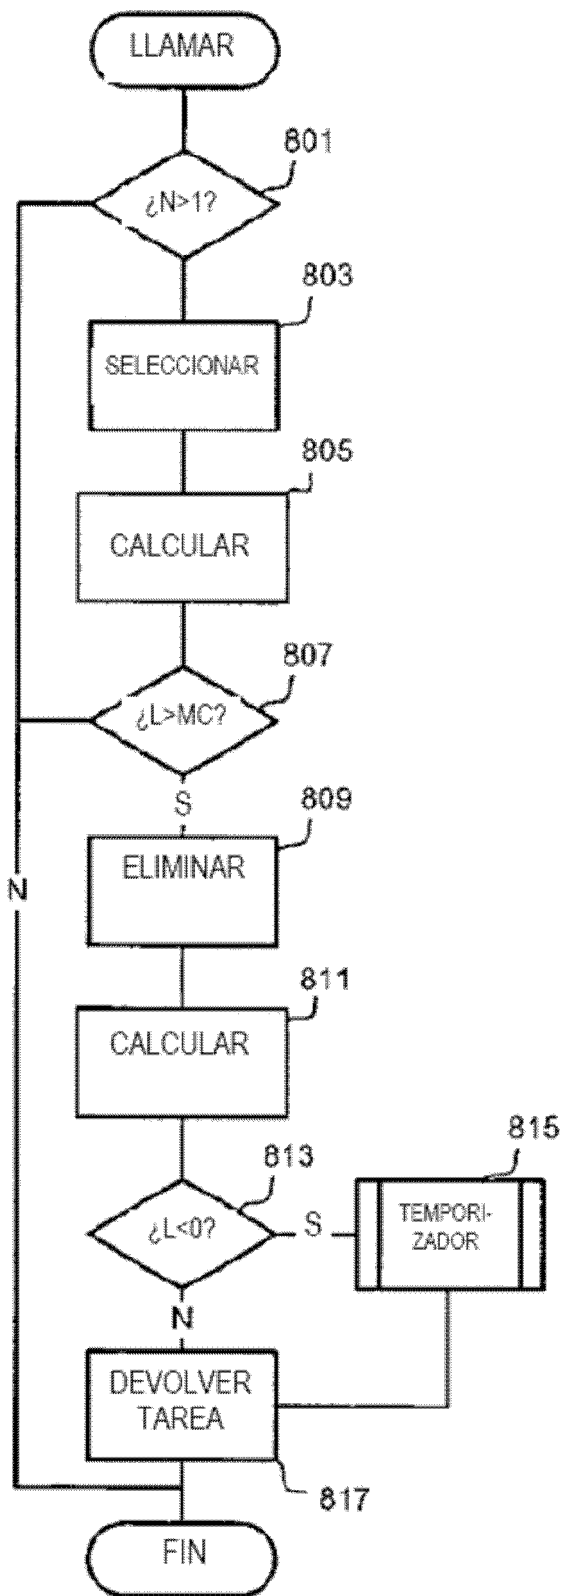 LLAMAR
801
¿N>1?
803
SELECCIONAR
805
CALCULAR
807
¿L>MC?
S
809
ELIMINAR
N
811
CALCULAR
813
815
¿L<0?
S
TEMPORI-
ZADOR
N
DEVOLVER
TAREA
817
FIN